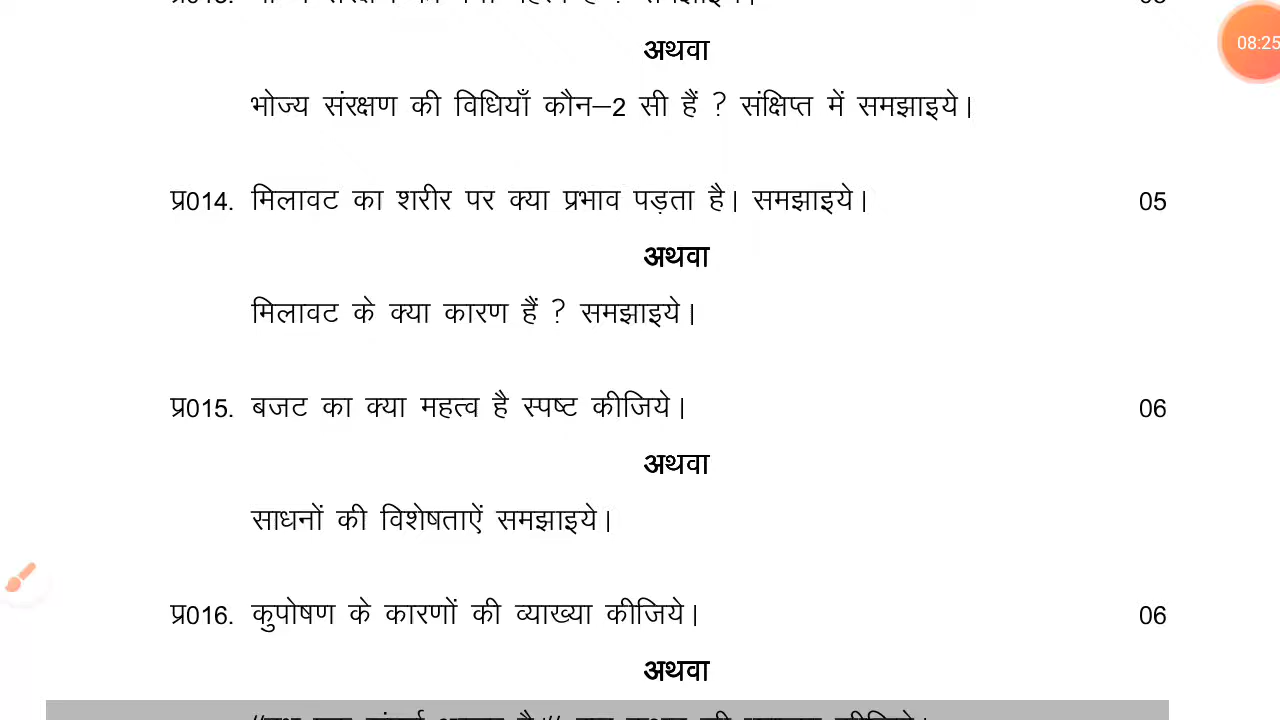 08:25
अथवा
भोज्य संरक्षण की विधियाँ कौन–2 सी हैं ? संक्षिप्त में समझाइये।
प्र014. मिलावट का शरीर पर क्या प्रभाव पड़ता है। समझाइये। 05
अथवा
मिलावट के क्या कारण हैं ? समझाइये।
प्र015. बजट का क्या महत्व है स्पष्ट कीजिये। 06
अथवा
साधनों की विशेषताऐं समझाइये।
प्र016. कुपोषण के कारणों की व्याख्या कीजिये। 06
अथवा